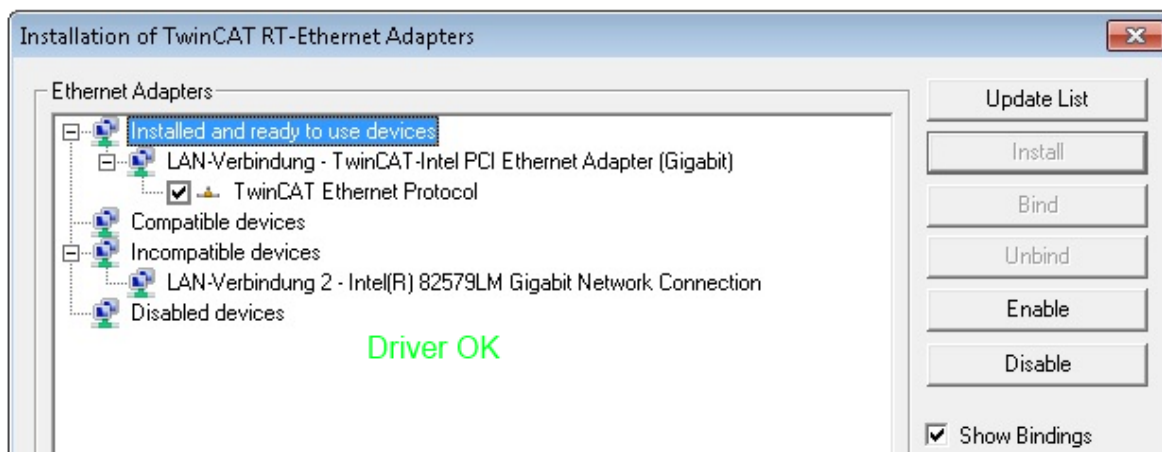 Installation of TwinCAT RT-Ethernet Adapters
Ethernet Adapters
Installed and ready to use devices
LAN-Verbindung - TwinCAT-Intel PCI Ethernet Adapter (Gigabit)
TwinCAT Ethernet Protocol
Compatible devices
Incompatible devices
LAN-Verbindung 2 - Intel(R) 82579LM Gigabit Network Connection
Disabled devices
Driver OK
Update List
Install
Bind
Unbind
Enable
Disable
Show Bindings